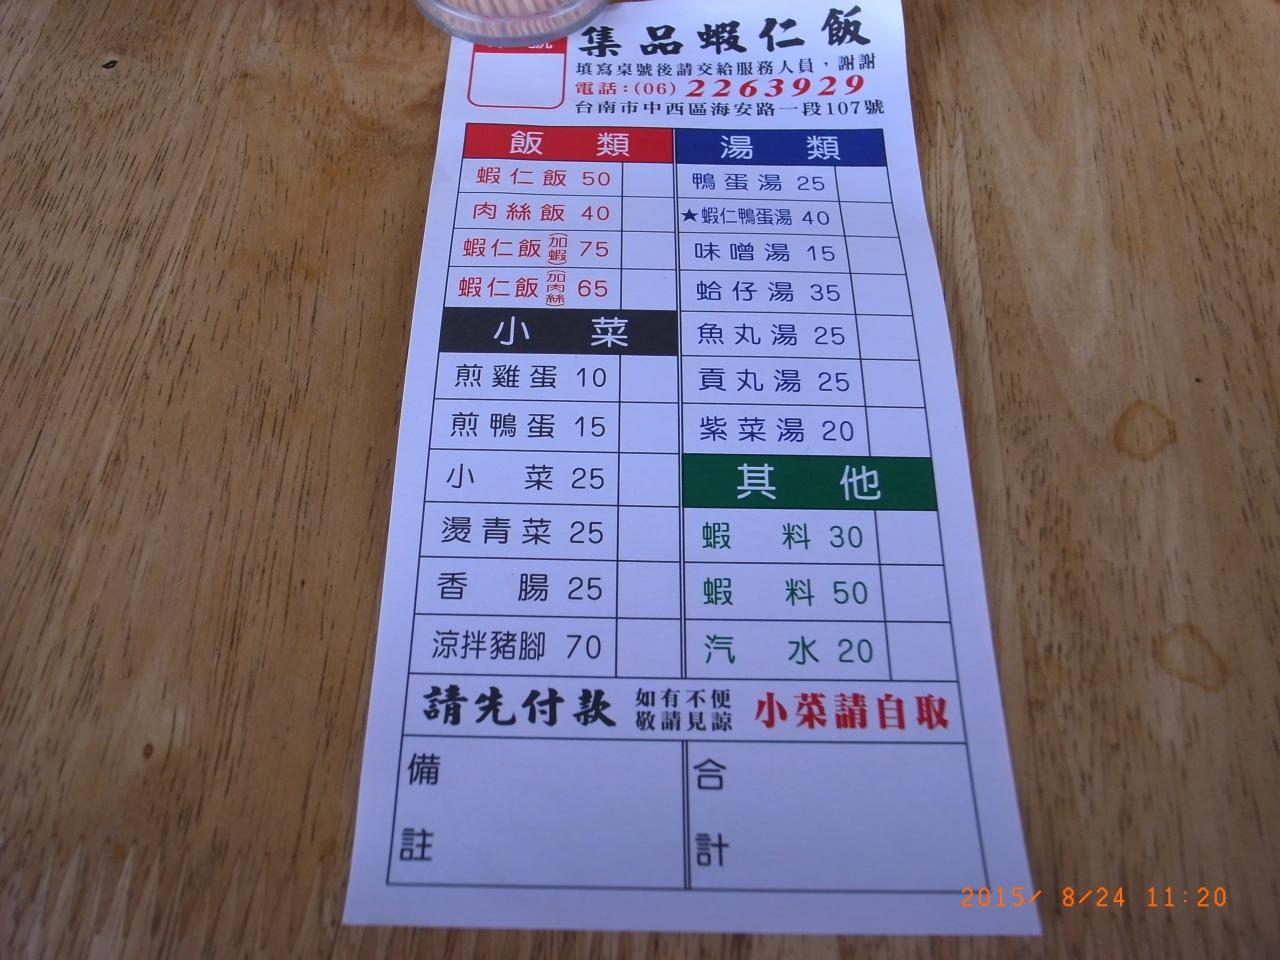 集品蝦仁飯
填寫桌號後請交給服務人員，謝謝
電話：(06) 2263929
台南市中西區海安路一段107號
飯類
蝦仁飯 50
肉絲飯 40
蝦仁飯(加蝦) 75
蝦仁飯(加肉絲) 65
小菜
煎雞蛋 10
煎鴨蛋 15
小菜 25
燙青菜 25
香腸 25
涼拌豬腳 70
湯類
鴨蛋湯 25
★蝦仁鴨蛋湯 40
味噌湯 15
蛤仔湯 35
魚丸湯 25
貢丸湯 25
紫菜湯 20
其他
蝦料 30
蝦料 50
汽水 20
請先付款 如有不便 敬請見諒 小菜請自取
備註
合計
2015/ 8/24 11:20